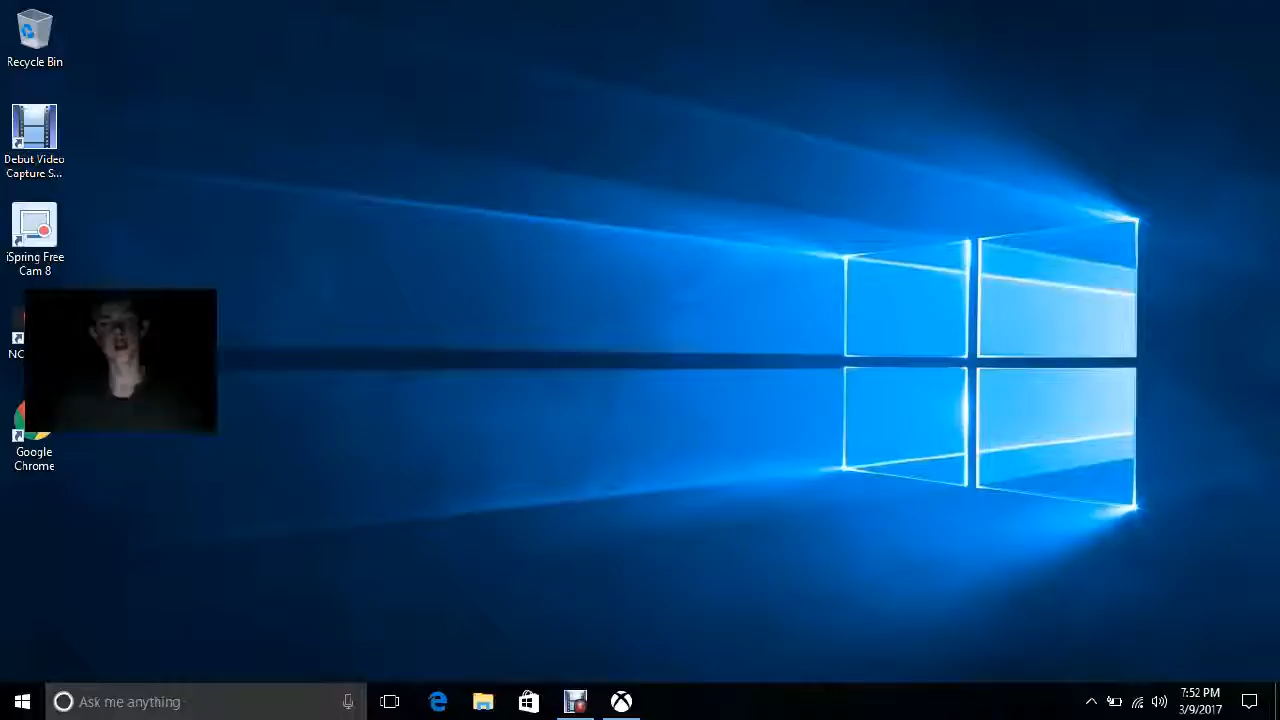 Recycle Bin
Debut Video
Capture S...
iSpring Free
Cam 8
NC
Google
Chrome
Ask me anything
7:52 PM
3/9/2017